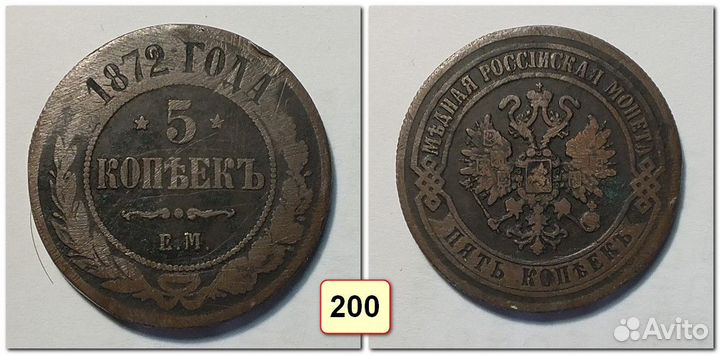 1872 ГОДА
5
КОПѢЕКЪ
Е.М.
МѢДНАЯ РОССІЙСКАЯ МОНЕТА
ПЯТЬ КОПѢЕКЪ
200
Avito